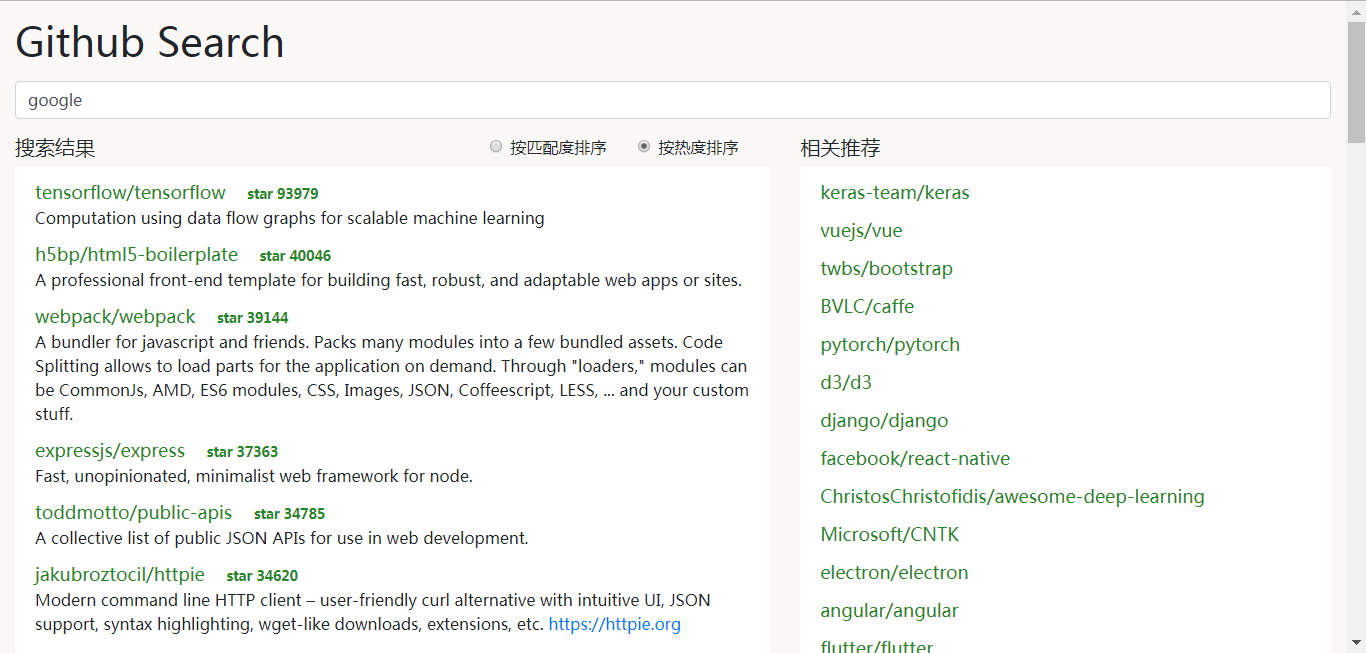 Github Search
google
搜索结果
按匹配度排序
按热度排序
tensorflow/tensorflow star 93979
Computation using data flow graphs for scalable machine learning
h5bp/html5-boilerplate star 40046
A professional front-end template for building fast, robust, and adaptable web apps or sites.
webpack/webpack star 39144
A bundler for javascript and friends. Packs many modules into a few bundled assets. Code
Splitting allows to load parts for the application on demand. Through "loaders," modules can
be CommonJs, AMD, ES6 modules, CSS, Images, JSON, Coffeescript, LESS, ... and your custom
stuff.
expressjs/express star 37363
Fast, unopinionated, minimalist web framework for node.
toddmotto/public-apis star 34785
A collective list of public JSON APIs for use in web development.
jakubroztocil/httpie star 34620
Modern command line HTTP client – user-friendly curl alternative with intuitive UI, JSON
support, syntax highlighting, wget-like downloads, extensions, etc. https://httpie.org
相关推荐
keras-team/keras
vuejs/vue
twbs/bootstrap
BVLC/caffe
pytorch/pytorch
d3/d3
django/django
facebook/react-native
ChristosChristofidis/awesome-deep-learning
Microsoft/CNTK
electron/electron
angular/angular
flutter/flutter